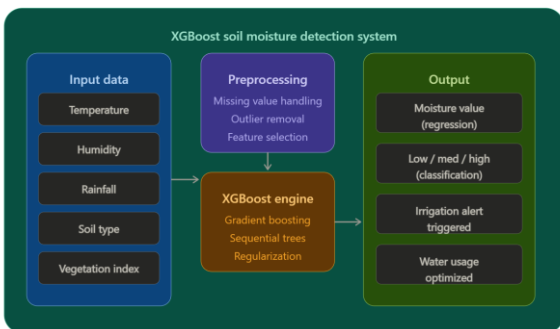 XGBoost soil moisture detection system
Input data
Temperature
Humidity
Rainfall
Soil type
Vegetation index
Preprocessing
Missing value handling
Outlier removal
Feature selection
XGBoost engine
Gradient boosting
Sequential trees
Regularization
Output
Moisture value
(regression)
Low / med / high
(classification)
Irrigation alert
triggered
Water usage
optimized